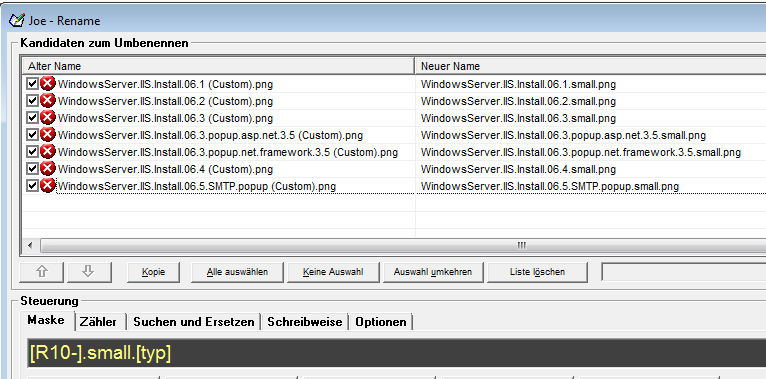 Joe - Rename
Kandidaten zum Umbenennen
Alter Name Neuer Name
WindowsServer.IIS.Install.06.1 (Custom).png WindowsServer.IIS.Install.06.1.small.png
WindowsServer.IIS.Install.06.2 (Custom).png WindowsServer.IIS.Install.06.2.small.png
WindowsServer.IIS.Install.06.3 (Custom).png WindowsServer.IIS.Install.06.3.small.png
WindowsServer.IIS.Install.06.3.popup.asp.net.3.5 (Custom).png WindowsServer.IIS.Install.06.3.popup.asp.net.3.5.small.png
WindowsServer.IIS.Install.06.3.popup.net.framework.3.5 (Custom).png WindowsServer.IIS.Install.06.3.popup.net.framework.3.5.small.png
WindowsServer.IIS.Install.06.4 (Custom).png WindowsServer.IIS.Install.06.4.small.png
WindowsServer.IIS.Install.06.5.SMTP.popup (Custom).png WindowsServer.IIS.Install.06.5.SMTP.popup.small.png
Kopie Alle auswählen Keine Auswahl Auswahl umkehren Liste löschen
Steuerung
Maske Zähler Suchen und Ersetzen Schreibweise Optionen
[R10-].small.[typ]